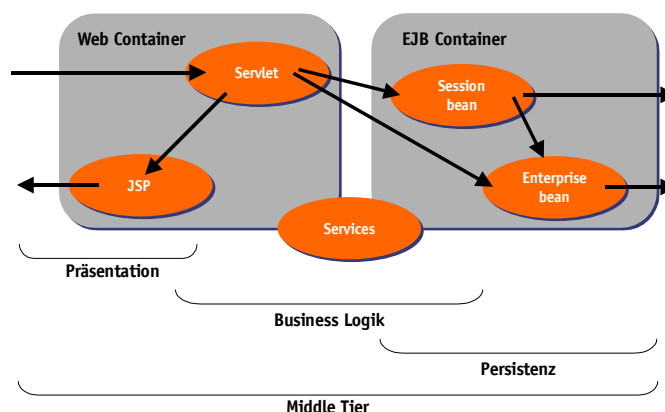 Web Container
EJB Container
Servlet
Session
bean
JSP
Enterprise
bean
Services
Präsentation
Business Logik
Persistenz
Middle Tier